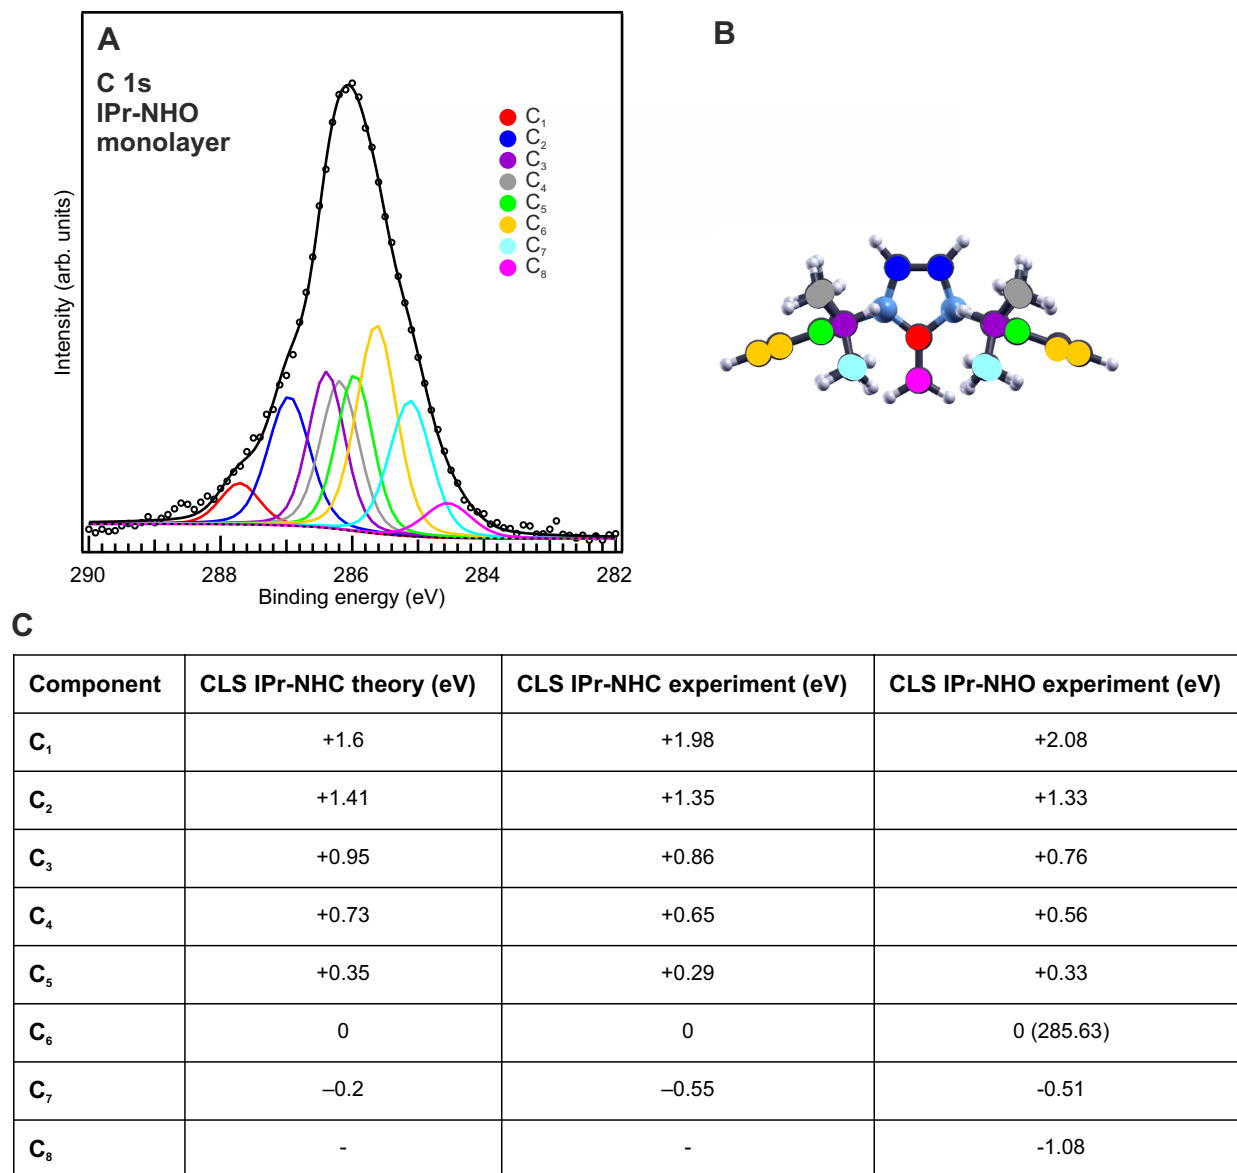 A
C 1s
IPr-NHO
monolayer
C₁
C₂
C₃
C₄
C₅
C₆
C₇
C₈
Intensity (arb. units)
290 288 286 284 282
Binding energy (eV)
B
C
Component CLS IPr-NHC theory (eV) CLS IPr-NHC experiment (eV) CLS IPr-NHO experiment (eV)
C₁ +1.6 +1.98 +2.08
C₂ +1.41 +1.35 +1.33
C₃ +0.95 +0.86 +0.76
C₄ +0.73 +0.65 +0.56
C₅ +0.35 +0.29 +0.33
C₆ 0 0 0 (285.63)
C₇ –0.2 –0.55 -0.51
C₈ - - -1.08